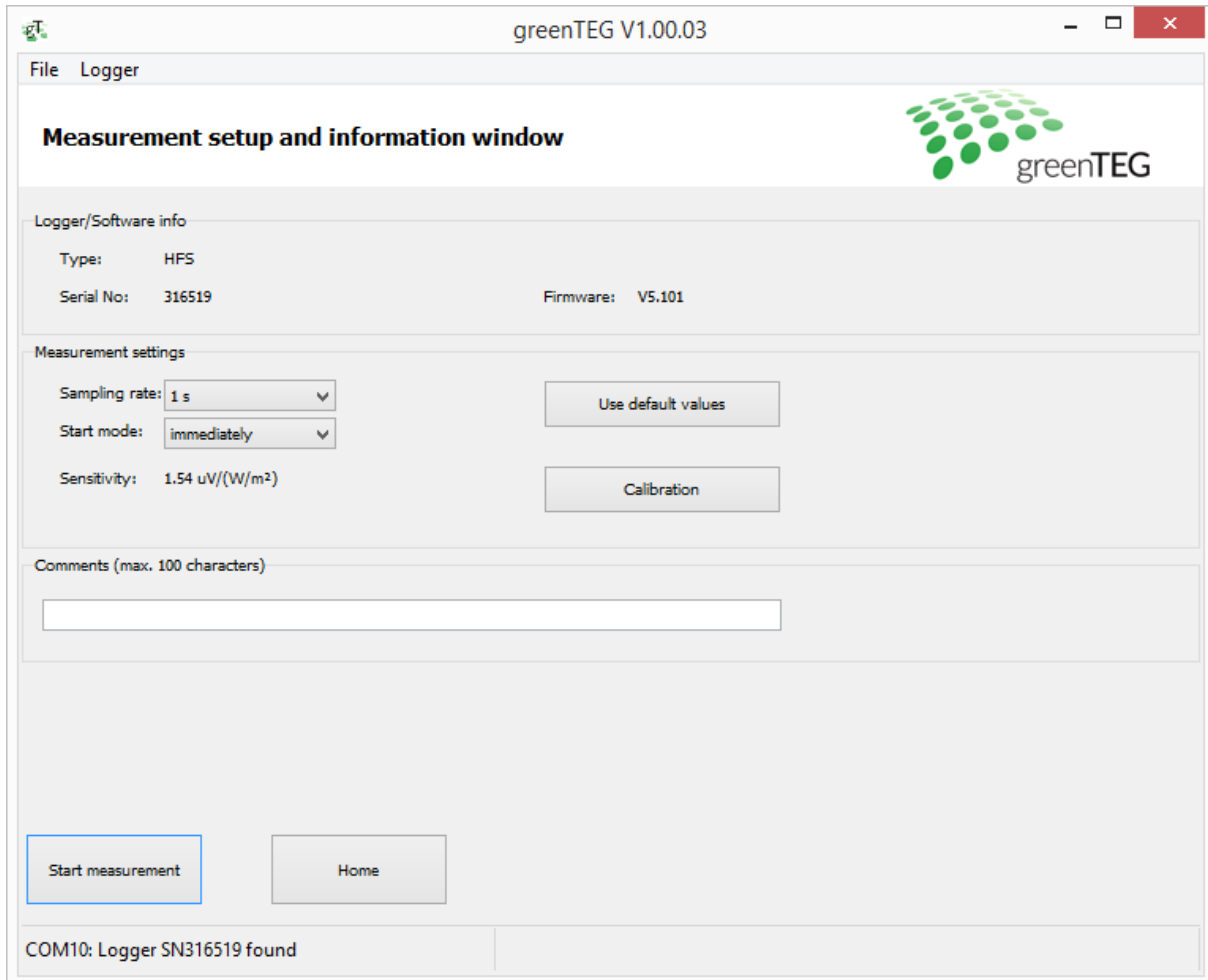 gT
greenTEG V1.00.03
File Logger
Measurement setup and information window
greenTEG
Logger/Software info
Type: HFS
Serial No: 316519 Firmware: V5.101
Measurement settings
Sampling rate: 1 s Use default values
Start mode: immediately
Sensitivity: 1.54 uV/(W/m²) Calibration
Comments (max. 100 characters)
Start measurement Home
COM10: Logger SN316519 found